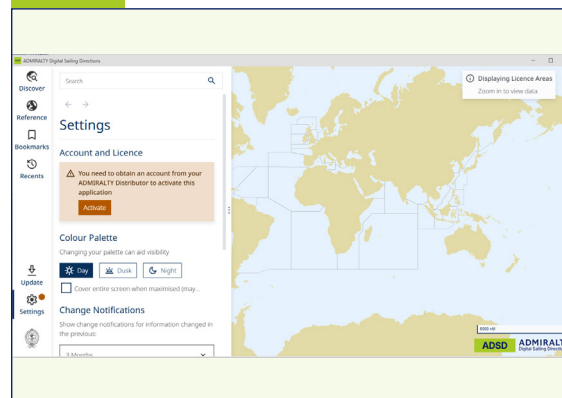 ADMIRALTY Digital Sailing Directions
Discover
Reference
Bookmarks
Recents
Update
Settings
Search
Settings
Account and Licence
You need to obtain an account from your
ADMIRALTY Distributor to activate this
application
Activate
Colour Palette
Changing your palette can aid visibility
Day
Dusk
Night
Cover entire screen when maximised (may...
Change Notifications
Show change notifications for information changed in
the previous:
3 Months
Displaying Licence Areas
Zoom in to view data
ADSD
ADMIRALTY
Digital Sailing Directions